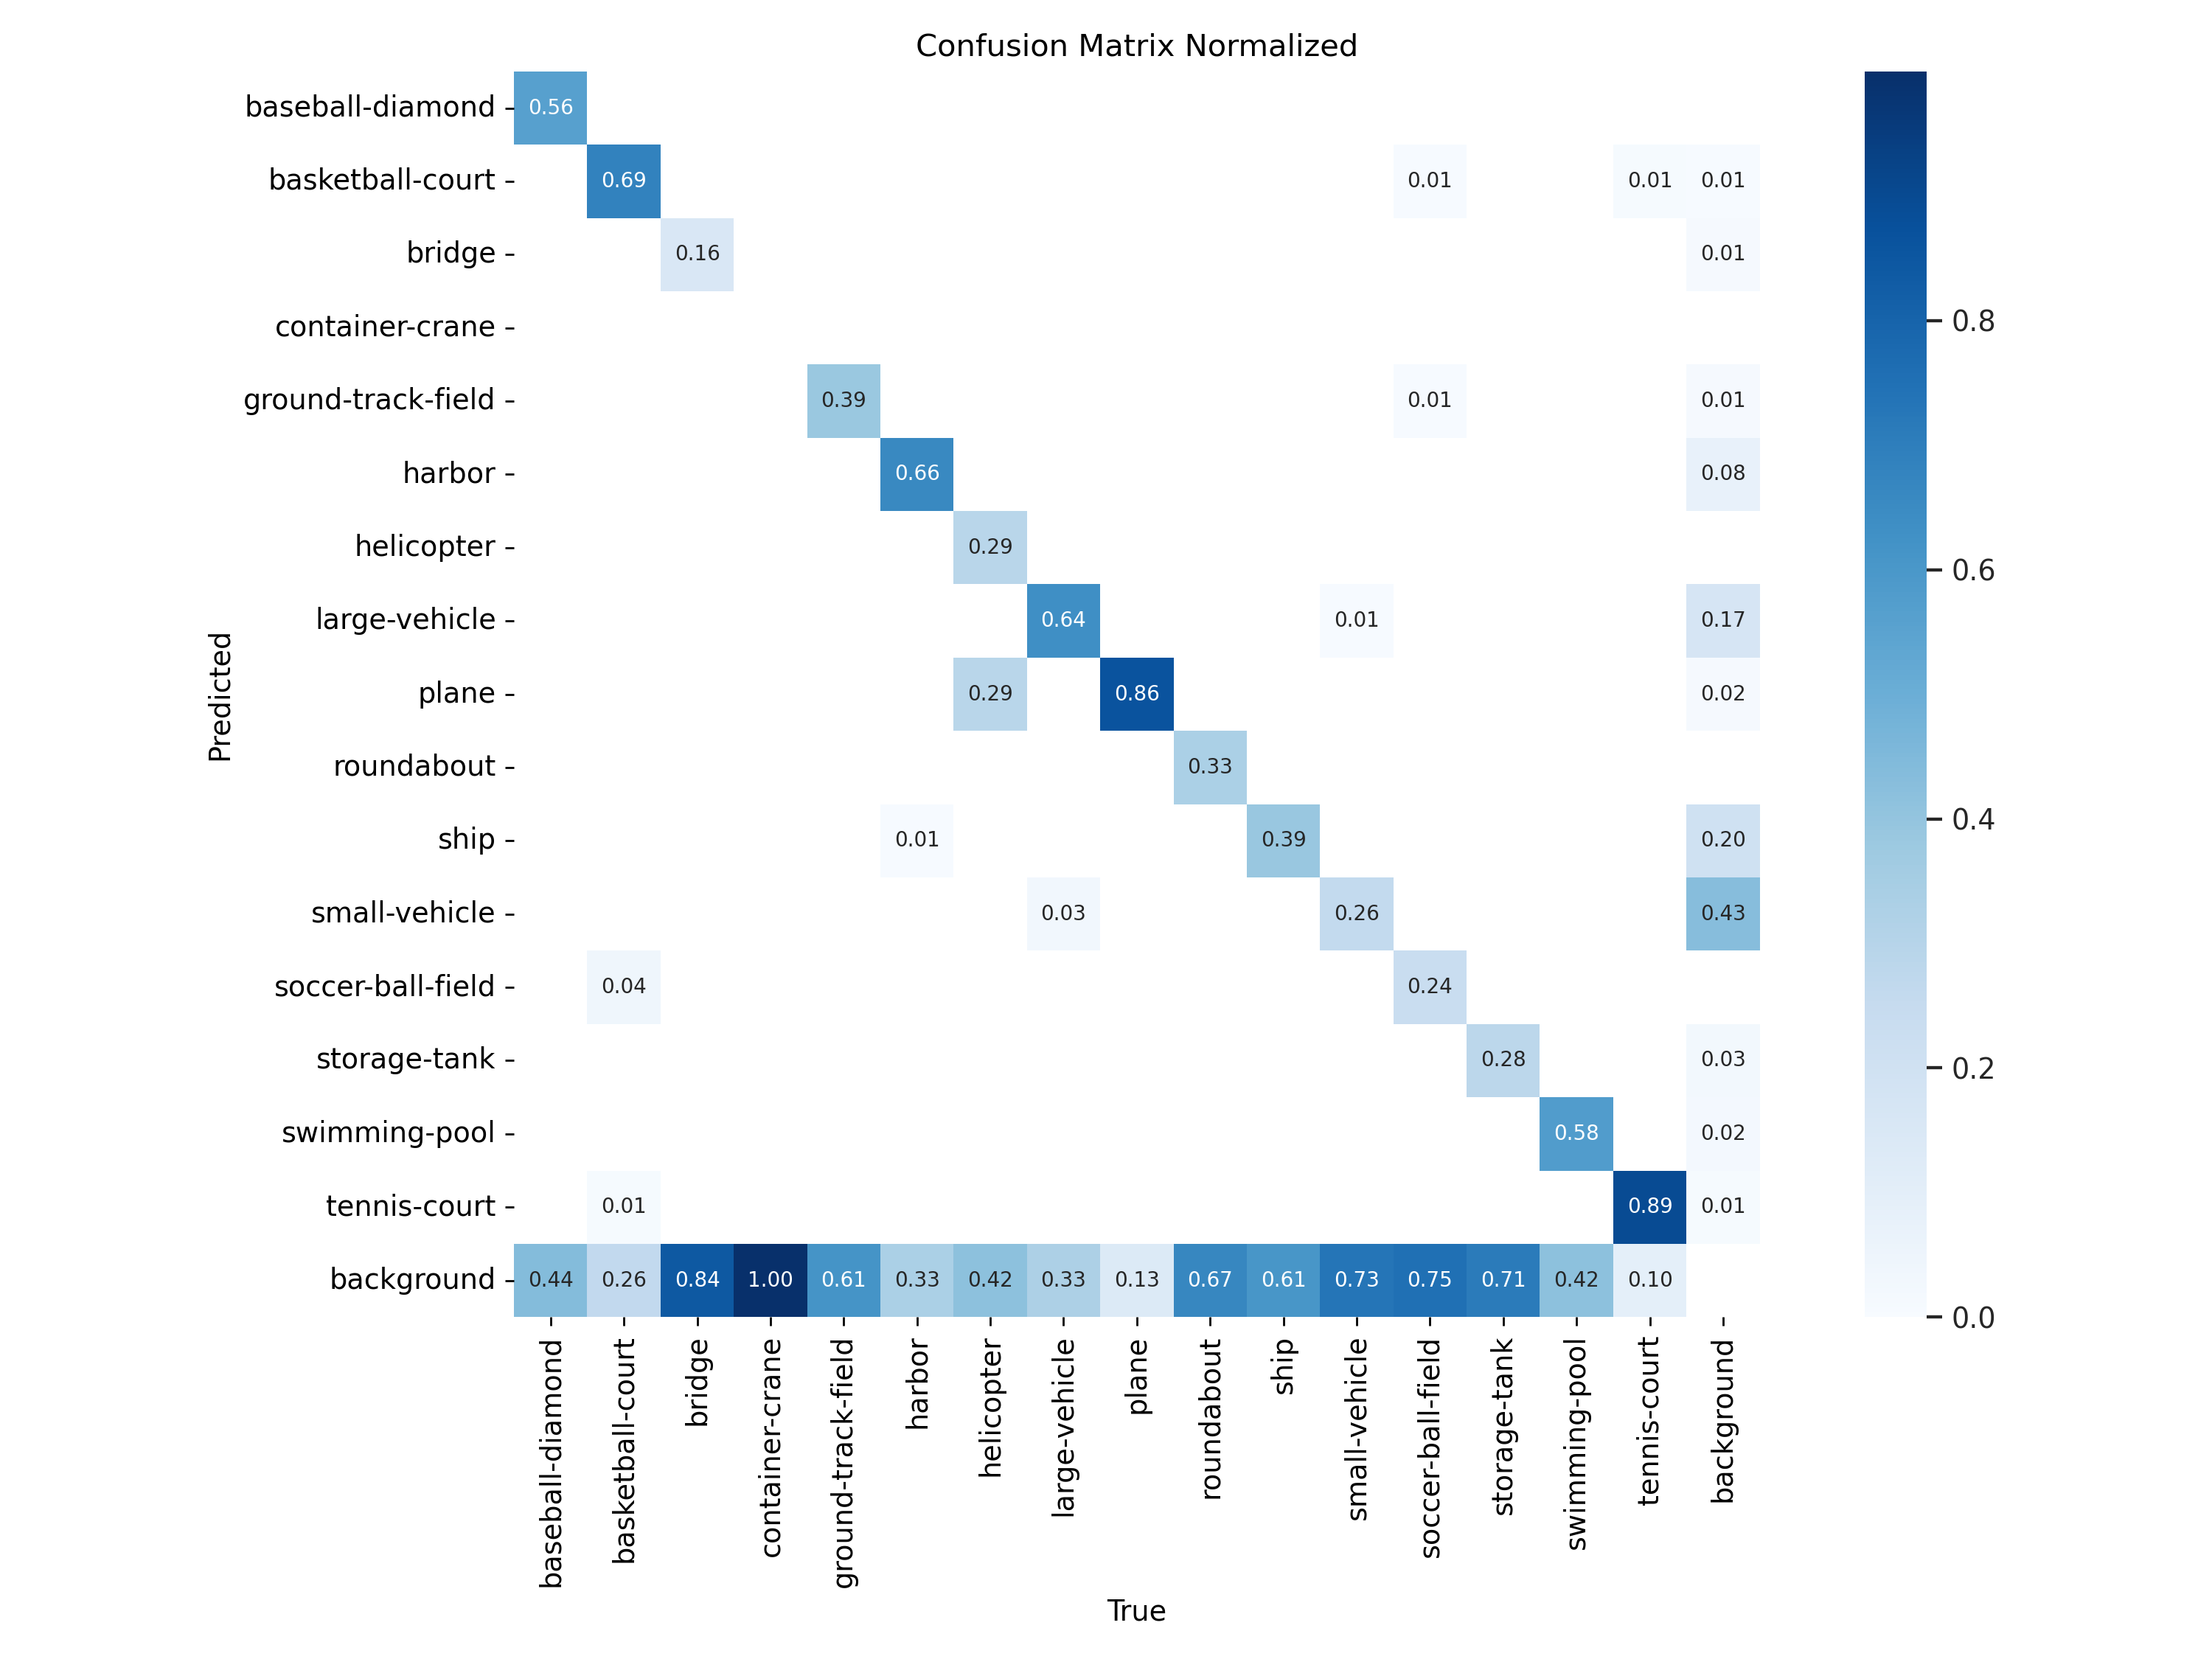 Confusion Matrix Normalized
baseball-diamond 0.56
basketball-court 0.69 0.01 0.01 0.01
bridge 0.16 0.01
container-crane
ground-track-field 0.39 0.01 0.01
harbor 0.66 0.08
helicopter 0.29
large-vehicle 0.64 0.01 0.17
plane 0.29 0.86 0.02
roundabout 0.33
ship 0.01 0.39 0.20
small-vehicle 0.03 0.26 0.43
soccer-ball-field 0.04 0.24
storage-tank 0.28 0.03
swimming-pool 0.58 0.02
tennis-court 0.01 0.89 0.01
background 0.44 0.26 0.84 1.00 0.61 0.33 0.42 0.33 0.13 0.67 0.61 0.73 0.75 0.71 0.42 0.10
Predicted
baseball-diamond
basketball-court
bridge
container-crane
ground-track-field
harbor
helicopter
large-vehicle
plane
roundabout
ship
small-vehicle
soccer-ball-field
storage-tank
swimming-pool
tennis-court
background
True
0.8
0.6
0.4
0.2
0.0